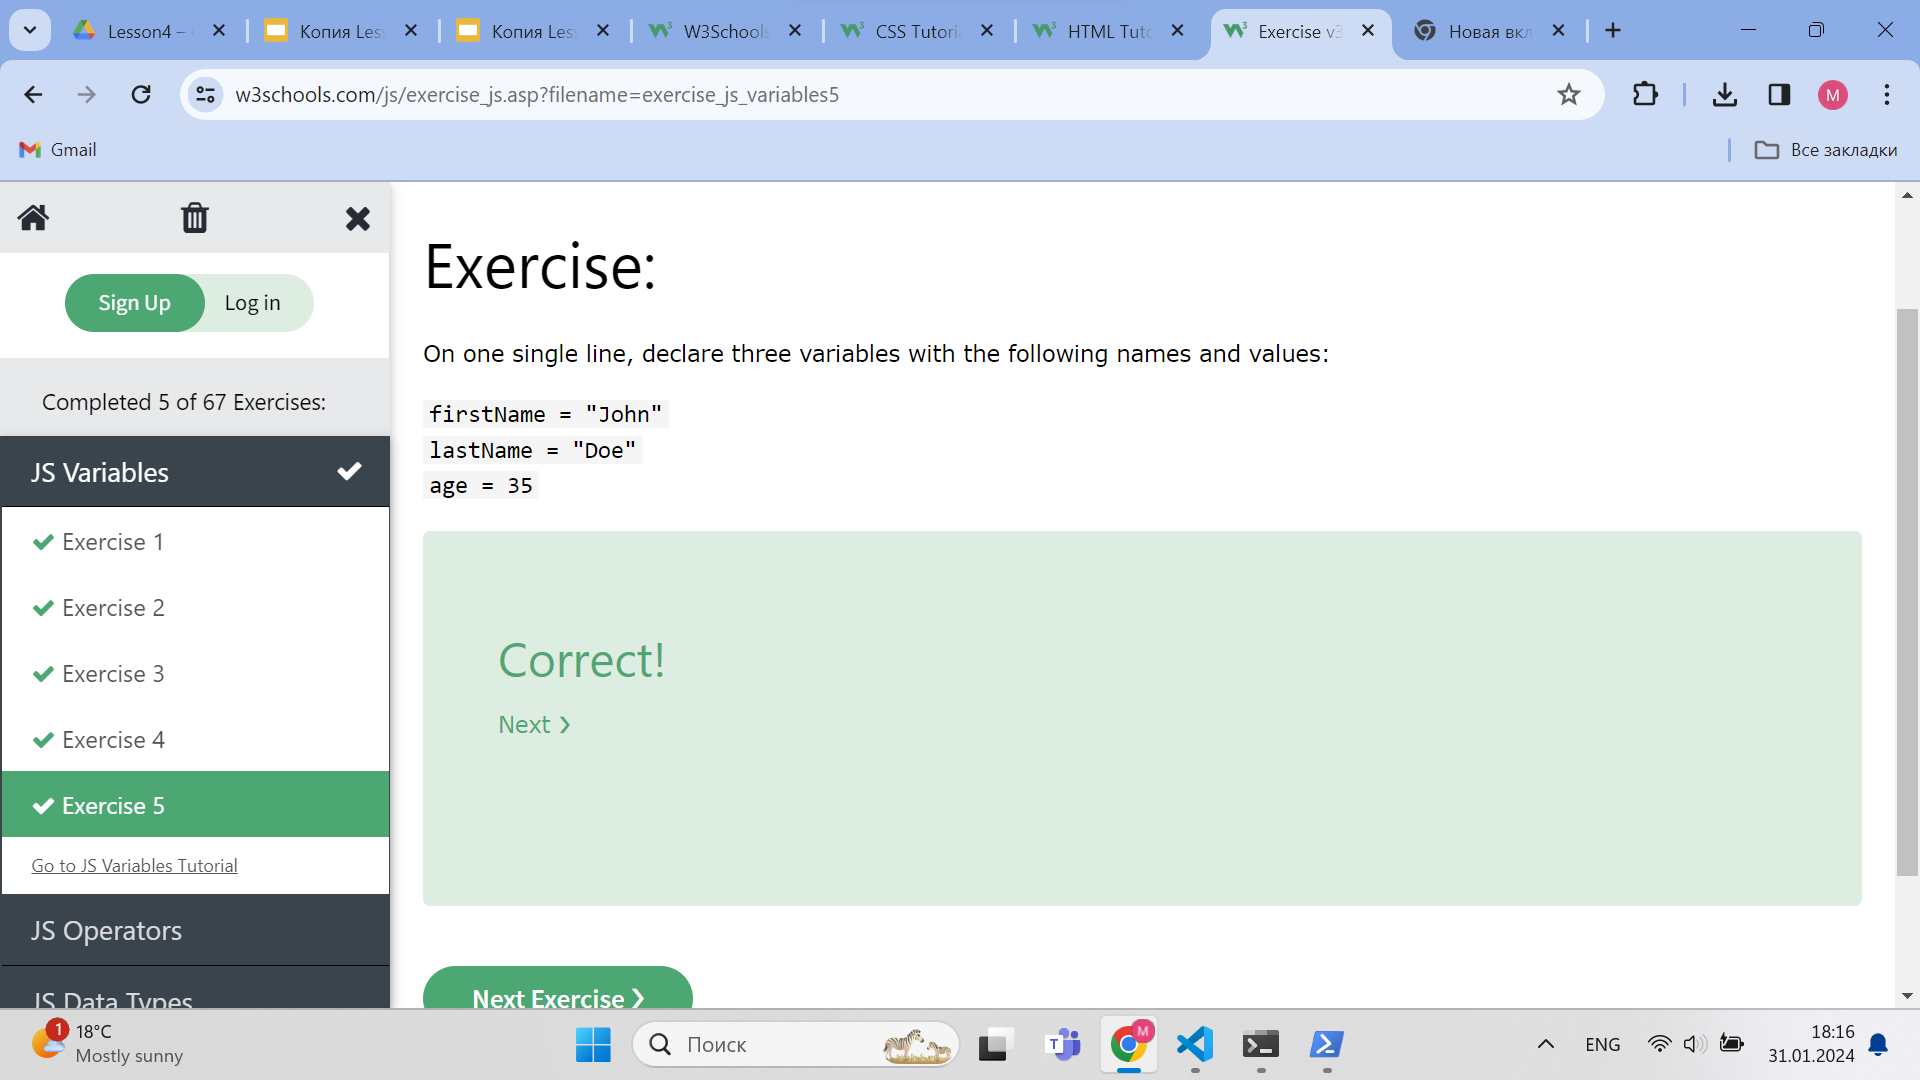 Lesson4 –
Копия Les
Копия Les
W3Schools
CSS Tutori
HTML Tuto
Exercise v3
Новая вкл
w3schools.com/js/exercise_js.asp?filename=exercise_js_variables5
M
Gmail
Все закладки
Sign Up
Log in
Completed 5 of 67 Exercises:
JS Variables
Exercise 1
Exercise 2
Exercise 3
Exercise 4
Exercise 5
Go to JS Variables Tutorial
JS Operators
JS Data Types
Exercise:
On one single line, declare three variables with the following names and values:
firstName = "John"
lastName = "Doe"
age = 35
Correct!
Next ❯
Next Exercise ❯
1
18°C
Mostly sunny
Поиск
T
M
ENG
18:16
31.01.2024